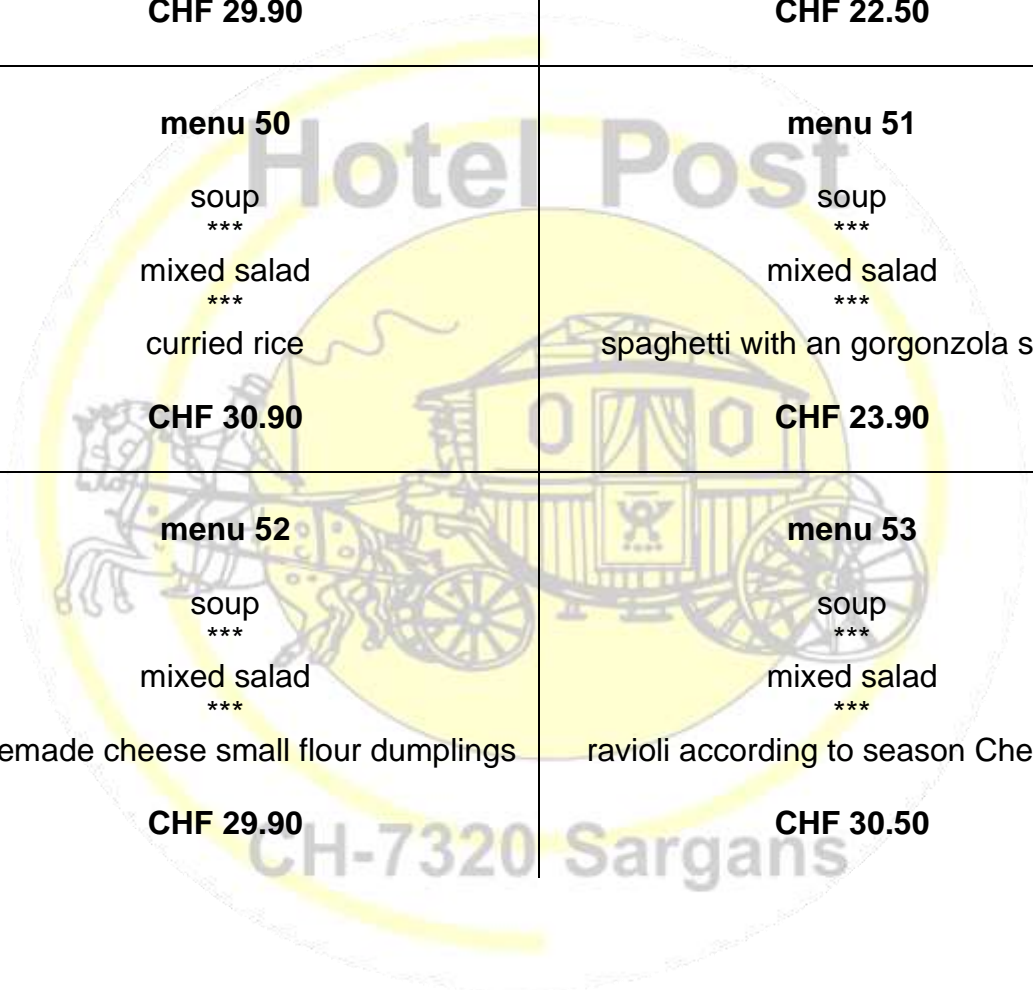 CHF 29.90
CHF 22.50
Hotel Post
menu 50
soup
***
mixed salad
***
curried rice
CHF 30.90
menu 51
soup
***
mixed salad
***
spaghetti with an gorgonzola s
CHF 23.90
menu 52
soup
***
mixed salad
***
emade cheese small flour dumplings
CHF 29.90
menu 53
soup
***
mixed salad
***
ravioli according to season Che
CHF 30.50
CH-7320 Sargans